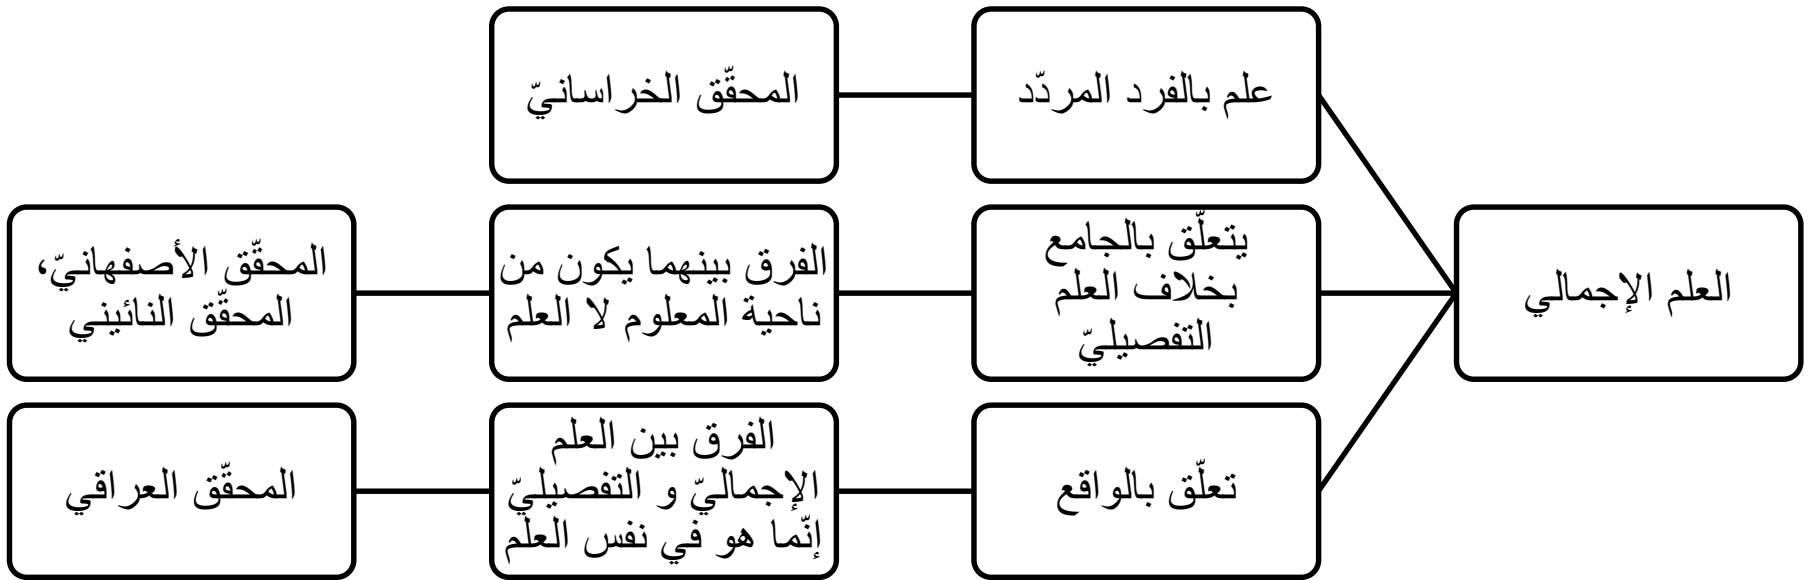 العلم الإجمالي
علم بالفرد المردّد
المحقّق الخراسانيّ
يتعلّق بالجامع
بخلاف العلم
التفصيليّ
الفرق بينهما يكون من
ناحية المعلوم لا العلم
المحقّق الأصفهانيّ،
المحقّق النائيني
تعلّق بالواقع
الفرق بين العلم
الإجماليّ و التفصيليّ
إنّما هو في نفس العلم
المحقّق العراقي